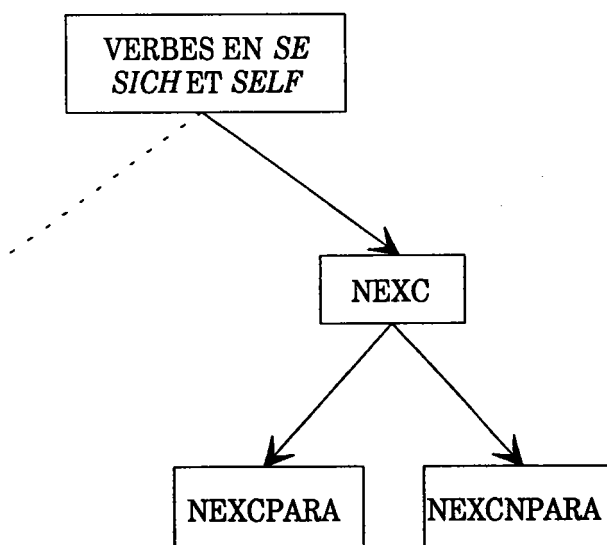 VERBES EN SE
SICH ET SELF
NEXC
NEXCPARA
NEXCNPARA